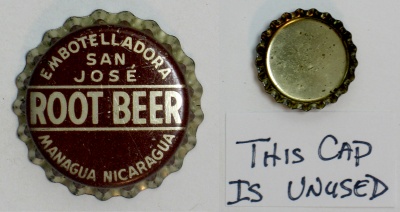 EMBOTELLADORA
SAN
JOSÉ
ROOT BEER
MANAGUA NICARAGUA
THIS CAP
IS UNUSED